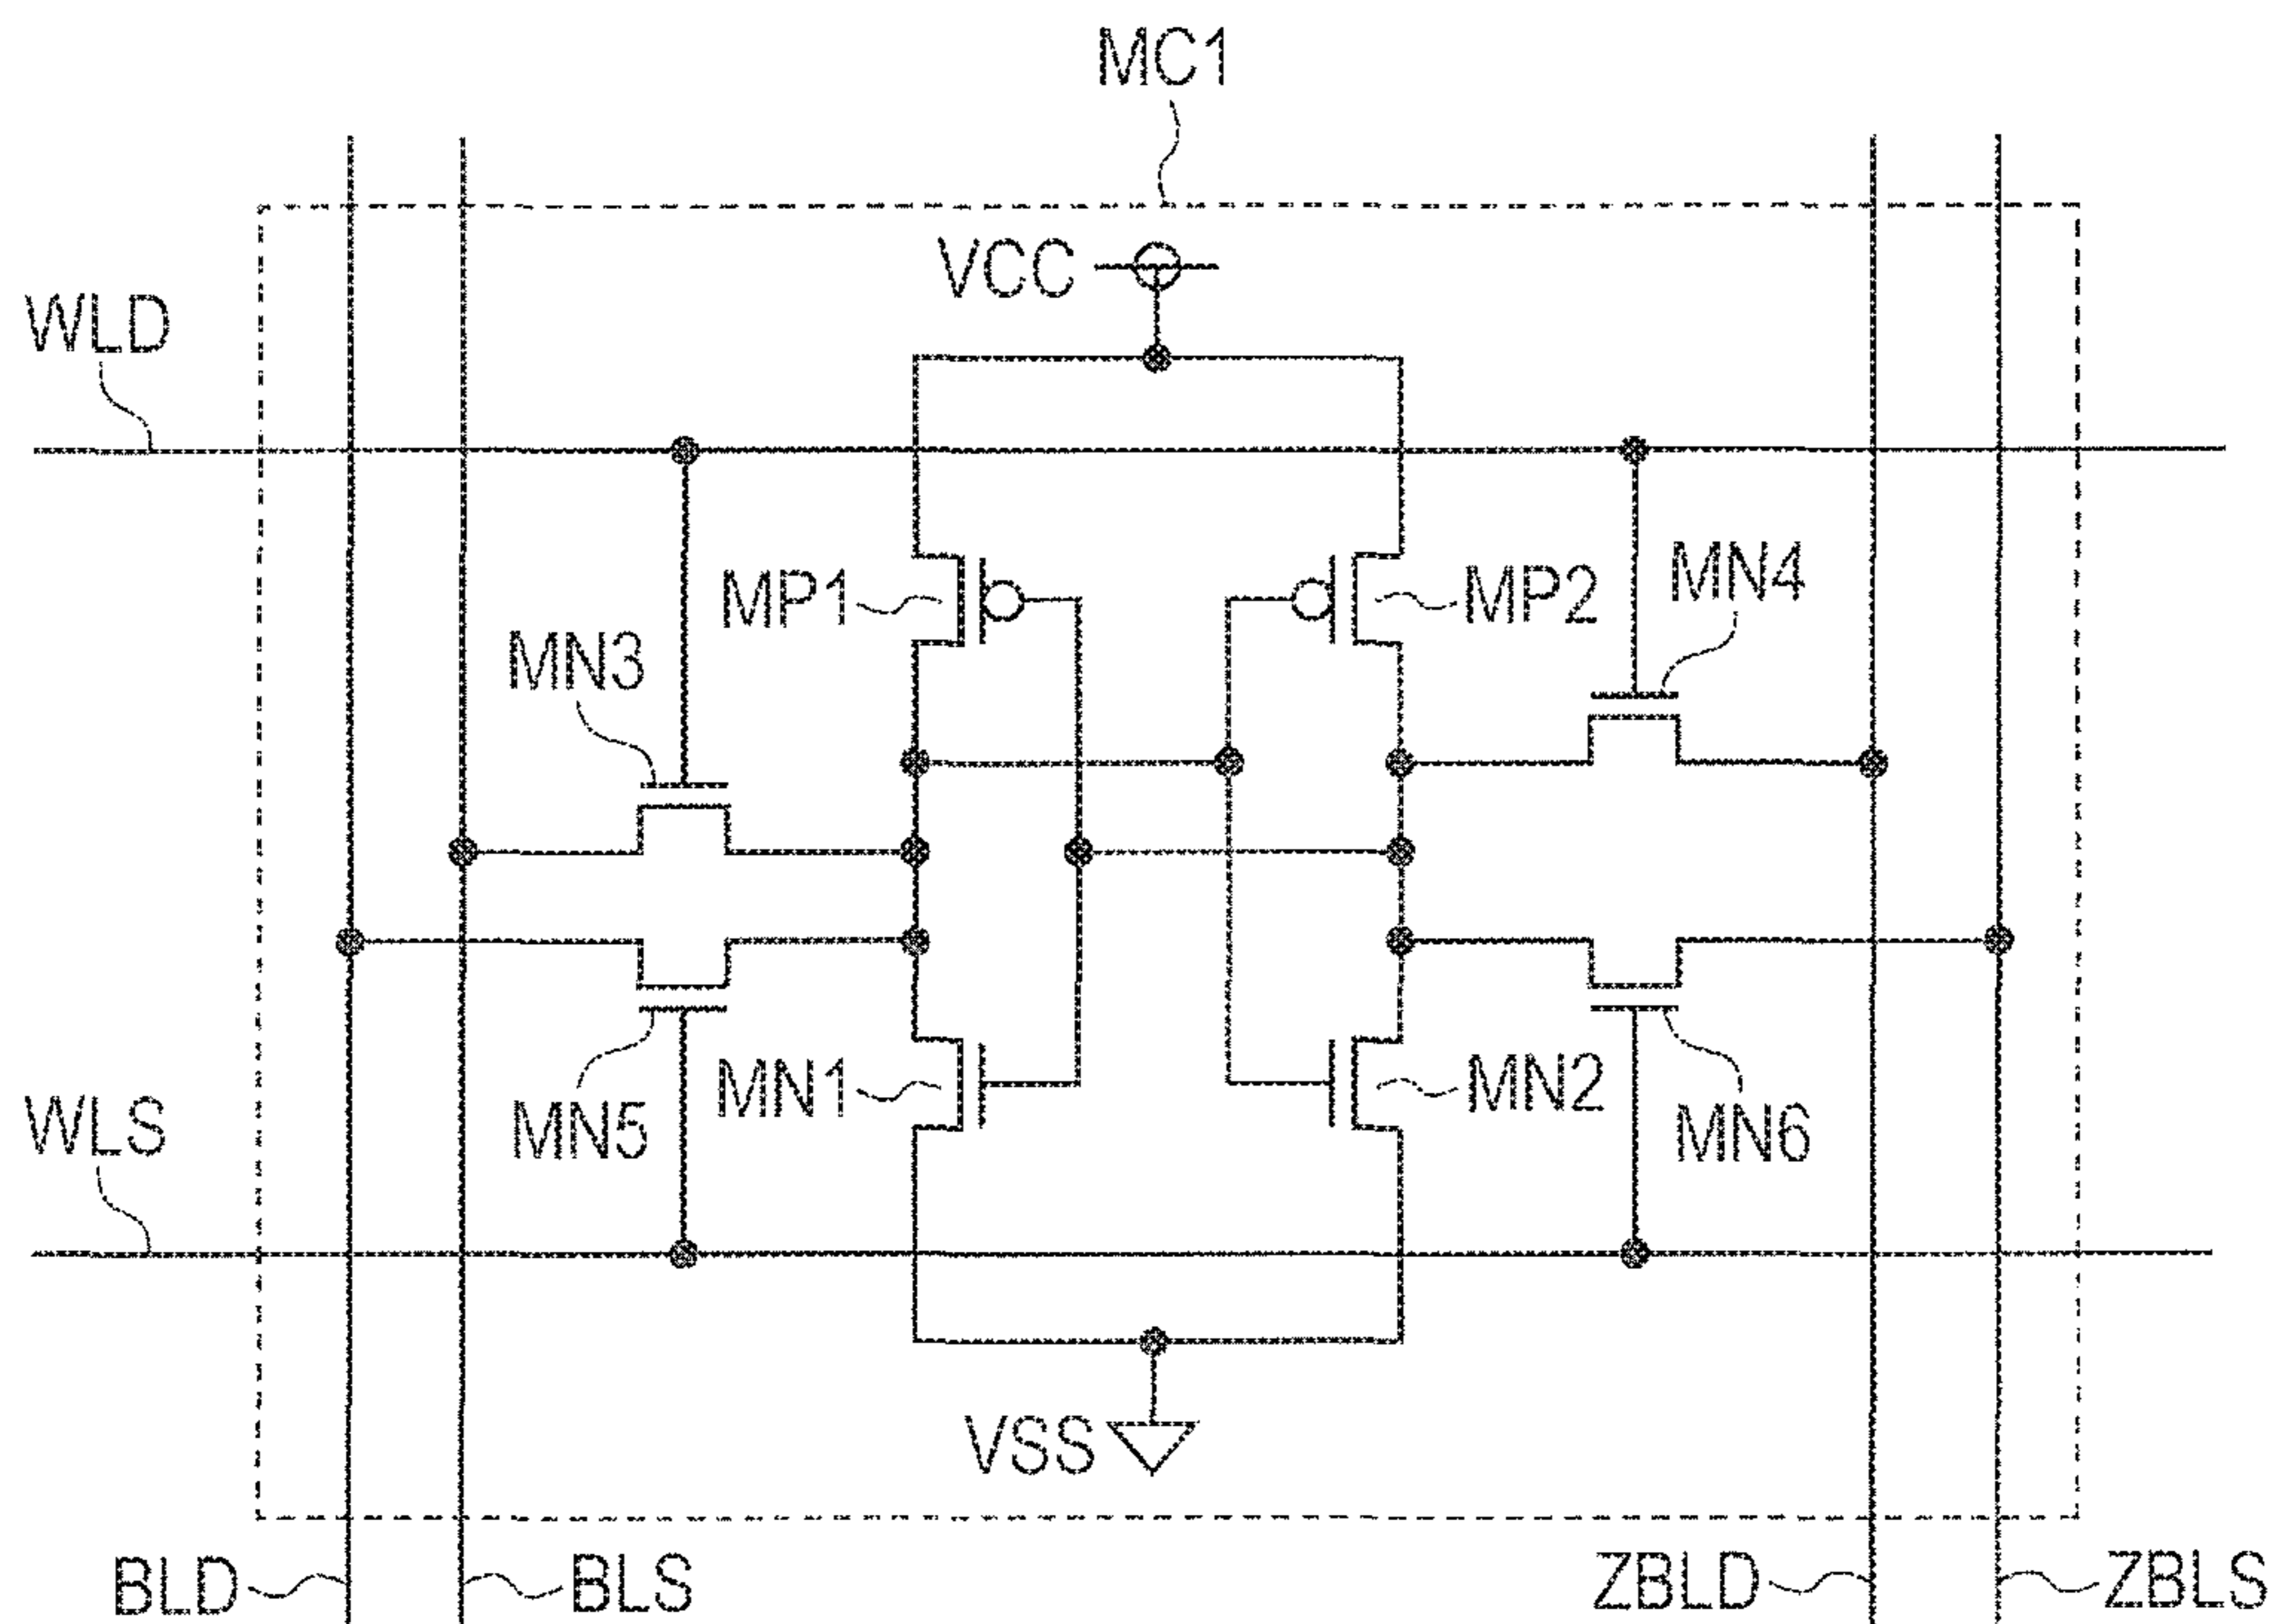 MC1
VCC
WLD
MP1
MP2
MN4
MN3
MN1
MN2
MN5
MN6
WLS
VSS
BLD
BLS
ZBLD
ZBLS